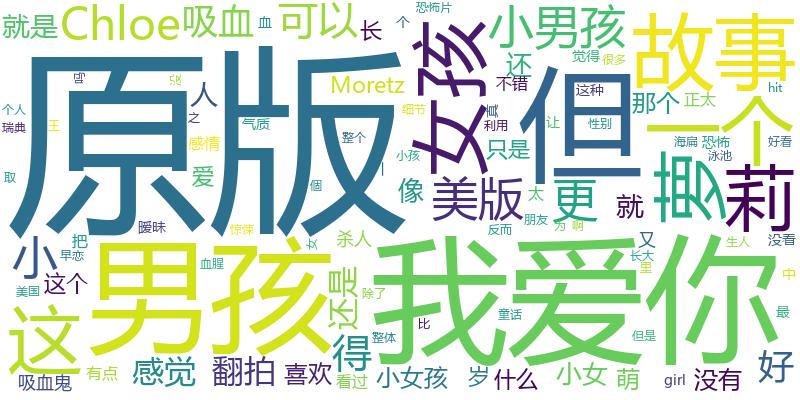 就是 Chloe 吸血 血 可以 长 个 恐怖片 小男孩 故事
原版 女孩 但 还 觉得 很多
人 Moretz 不错 这种 那个 正太 hit
个人 瑞典 王 之 感情 气质 细节 真 利用 只是 让 性别 一个
整个 海扁 恐怖 好看
取 爱 小孩 像 美版 太 更 就 萝 泳池 莉
暧昧 惊悚 個 女 一 反而 朋友 为 啊
小 把 早恋 这个 杀人 又 生人 没看
男孩 我爱你 长大 里
美国 血腥 还是 除了 中
这 童话 最
得 整体 比 但是
感觉 翻拍 喜欢 看过 小女孩 岁 什么 小女 萌 girl 没有 好
吸血鬼 有点